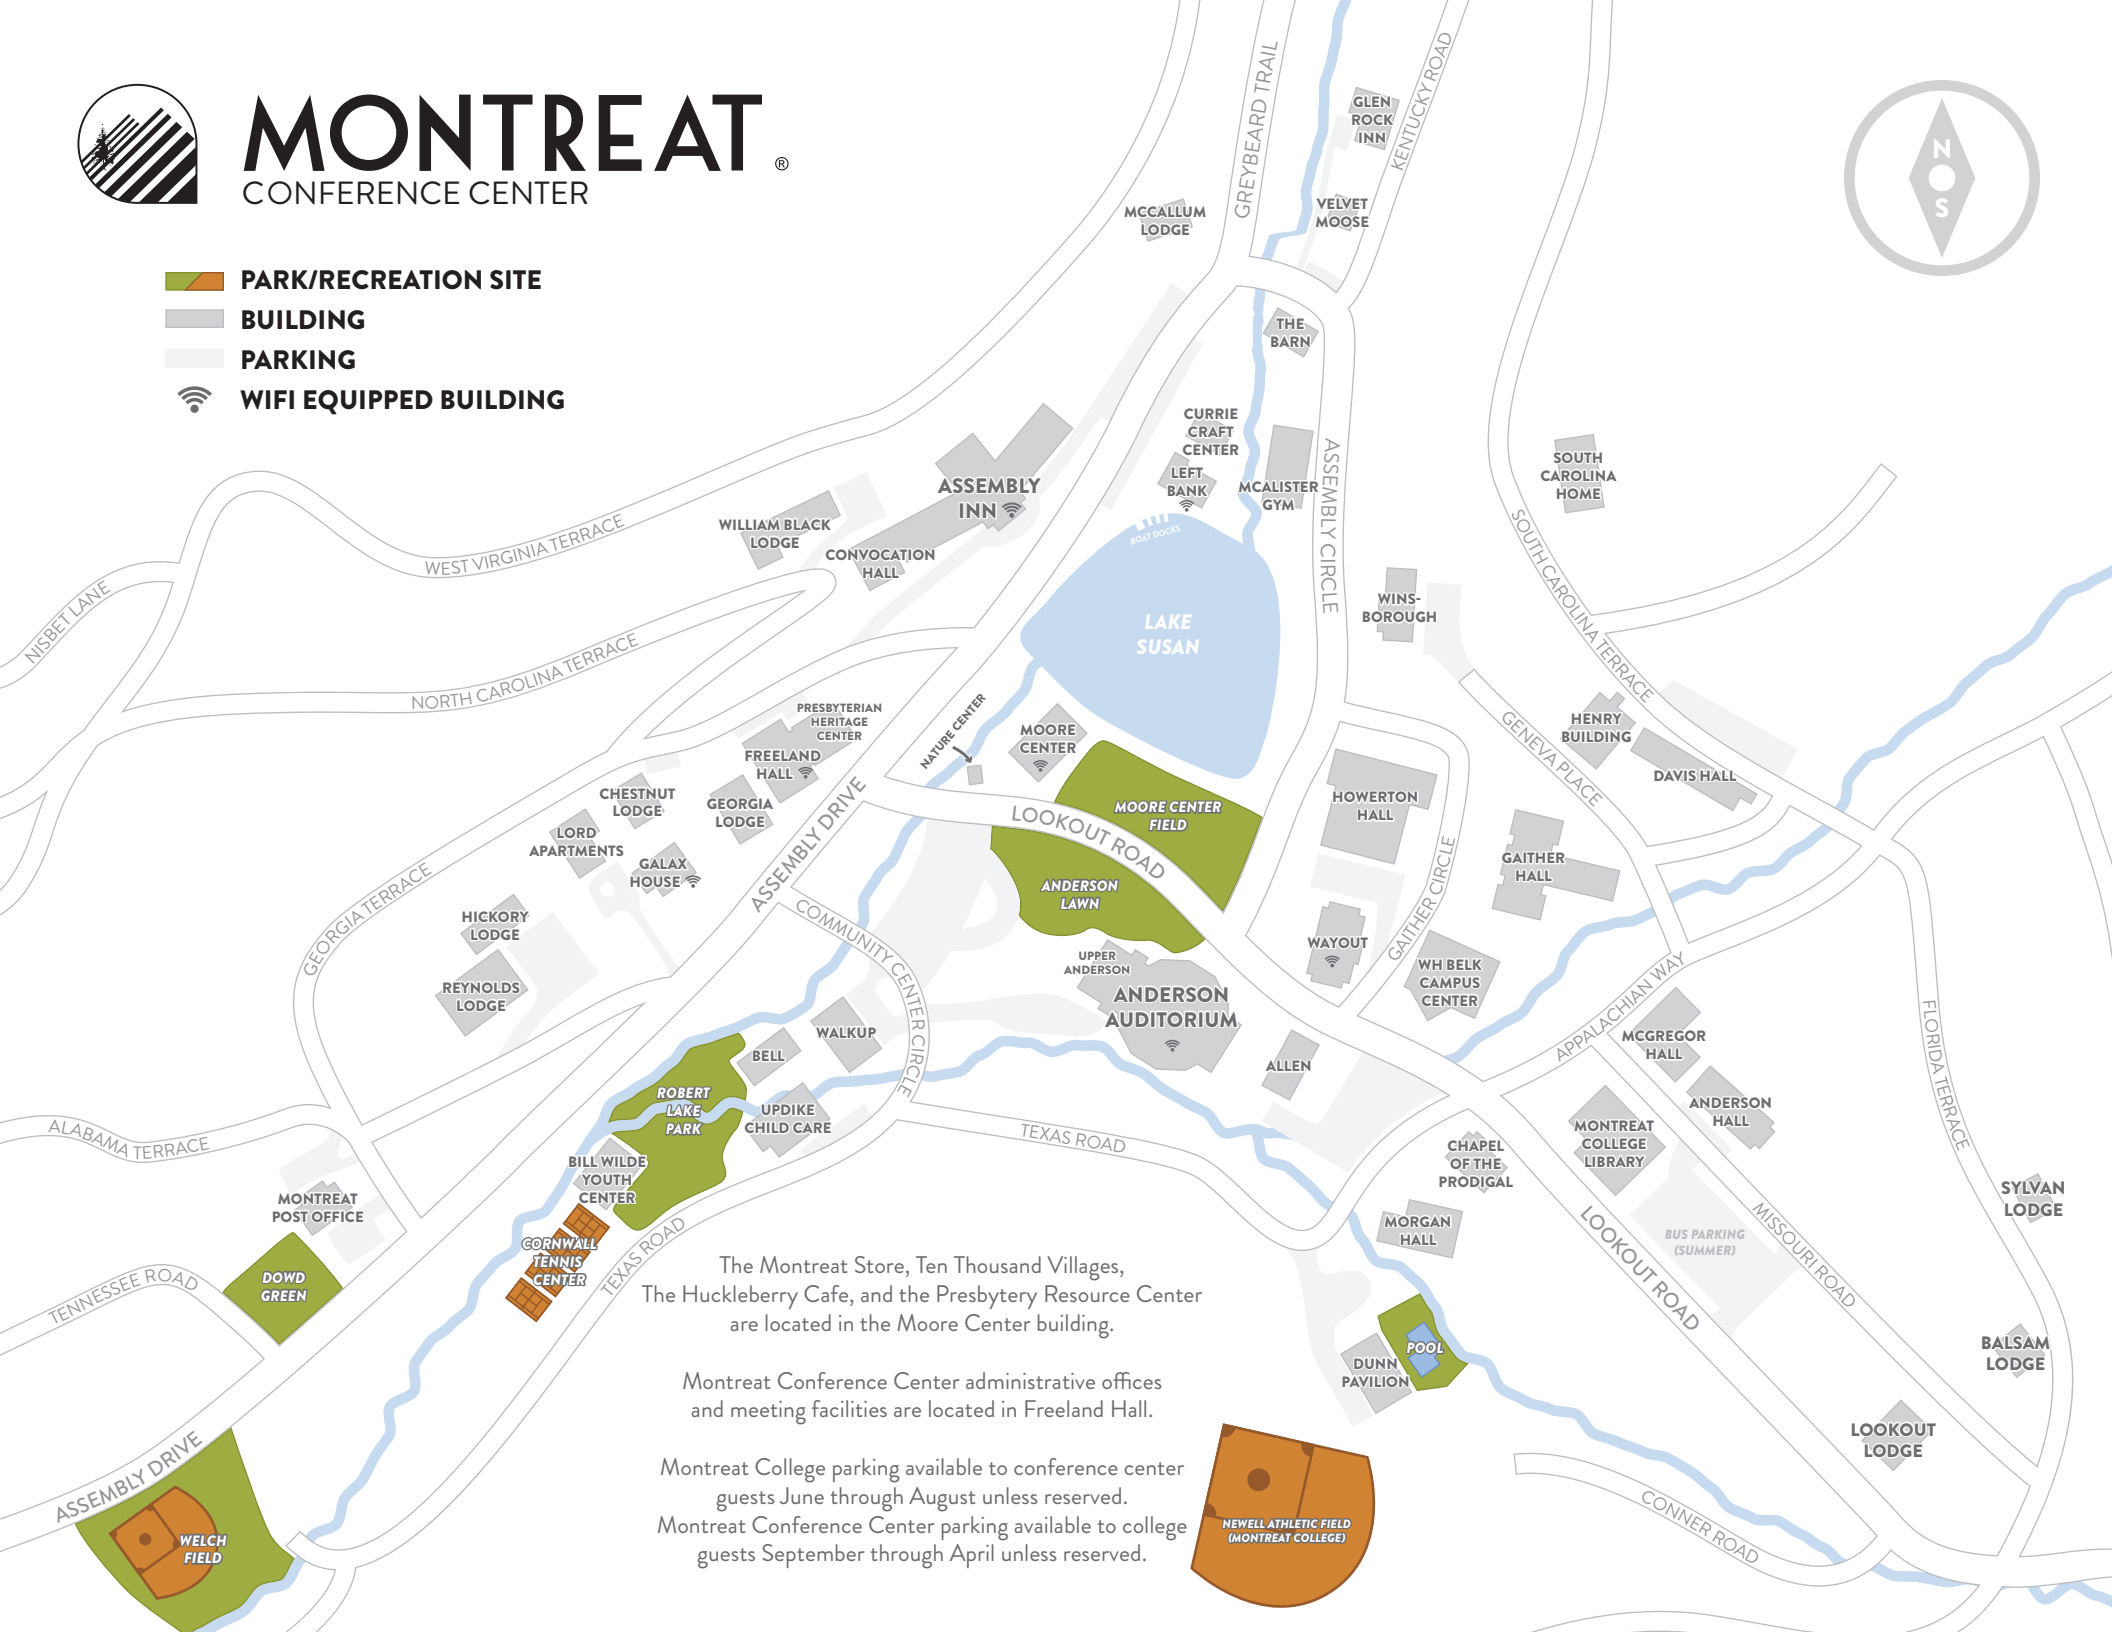 MONTREAT ®
CONFERENCE CENTER
PARK/RECREATION SITE
BUILDING
PARKING
WIFI EQUIPPED BUILDING
N
S
GREYBEARD TRAIL
KENTUCKY ROAD
GLEN
ROCK
INN
VELVET
MOOSE
MCCALLUM
LODGE
THE
BARN
CURRIE
CRAFT
CENTER
LEFT
BANK
MCALISTER
GYM
ASSEMBLY CIRCLE
BOAT DOCKS
LAKE
SUSAN
ASSEMBLY
INN
WILLIAM BLACK
LODGE
CONVOCATION
HALL
WEST VIRGINIA TERRACE
NISBET LANE
NORTH CAROLINA TERRACE
SOUTH
CAROLINA
HOME
SOUTH CAROLINA TERRACE
WINS-
BOROUGH
GENEVA PLACE
HENRY
BUILDING
DAVIS HALL
PRESBYTERIAN
HERITAGE
CENTER
FREELAND
HALL
NATURE CENTER
MOORE
CENTER
CHESTNUT
LODGE
GEORGIA
LODGE
LORD
APARTMENTS
GALAX
HOUSE
HICKORY
LODGE
REYNOLDS
LODGE
GEORGIA TERRACE
ASSEMBLY DRIVE
LOOKOUT ROAD
MOORE CENTER
FIELD
ANDERSON
LAWN
HOWERTON
HALL
GAITHER
HALL
GAITHER CIRCLE
WAYOUT
WH BELK
CAMPUS
CENTER
COMMUNITY CENTER CIRCLE
UPPER
ANDERSON
ANDERSON
AUDITORIUM
ALLEN
APPALACHIAN WAY
MCGREGOR
HALL
ANDERSON
HALL
FLORIDA TERRACE
WALKUP
BELL
UPDIKE
CHILD CARE
ROBERT
LAKE
PARK
BILL WILDE
YOUTH
CENTER
CORNWALL
TENNIS
CENTER
TEXAS ROAD
TEXAS ROAD
ALABAMA TERRACE
MONTREAT
POST OFFICE
DOWD
GREEN
TENNESSEE ROAD
CHAPEL
OF THE
PRODIGAL
MONTREAT
COLLEGE
LIBRARY
MORGAN
HALL
BUS PARKING
(SUMMER)
MISSOURI ROAD
LOOKOUT ROAD
SYLVAN
LODGE
BALSAM
LODGE
LOOKOUT
LODGE
POOL
DUNN
PAVILION
CONNER ROAD
NEWELL ATHLETIC FIELD
(MONTREAT COLLEGE)
ASSEMBLY DRIVE
WELCH
FIELD
The Montreat Store, Ten Thousand Villages,
The Huckleberry Cafe, and the Presbytery Resource Center
are located in the Moore Center building.
Montreat Conference Center administrative offices
and meeting facilities are located in Freeland Hall.
Montreat College parking available to conference center
guests June through August unless reserved.
Montreat Conference Center parking available to college
guests September through April unless reserved.